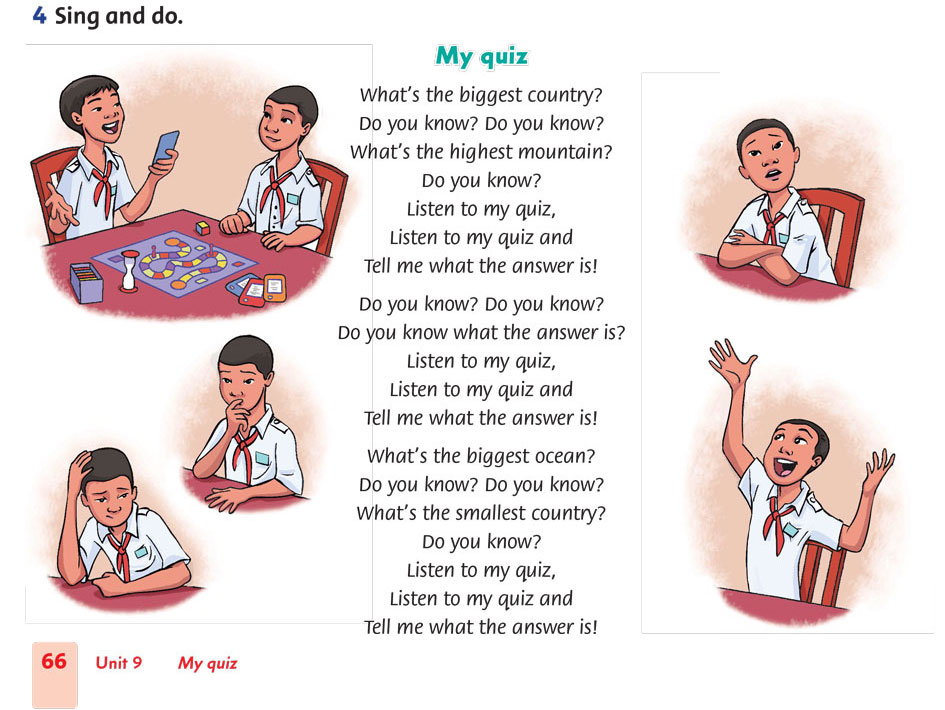 4 Sing and do.
My quiz
What's the biggest country?
Do you know? Do you know?
What's the highest mountain?
Do you know?
Listen to my quiz,
Listen to my quiz and
Tell me what the answer is!
Do you know? Do you know?
Do you know what the answer is?
Listen to my quiz,
Listen to my quiz and
Tell me what the answer is!
What's the biggest ocean?
Do you know? Do you know?
What's the smallest country?
Do you know?
Listen to my quiz,
Listen to my quiz and
Tell me what the answer is!
66 Unit 9 My quiz